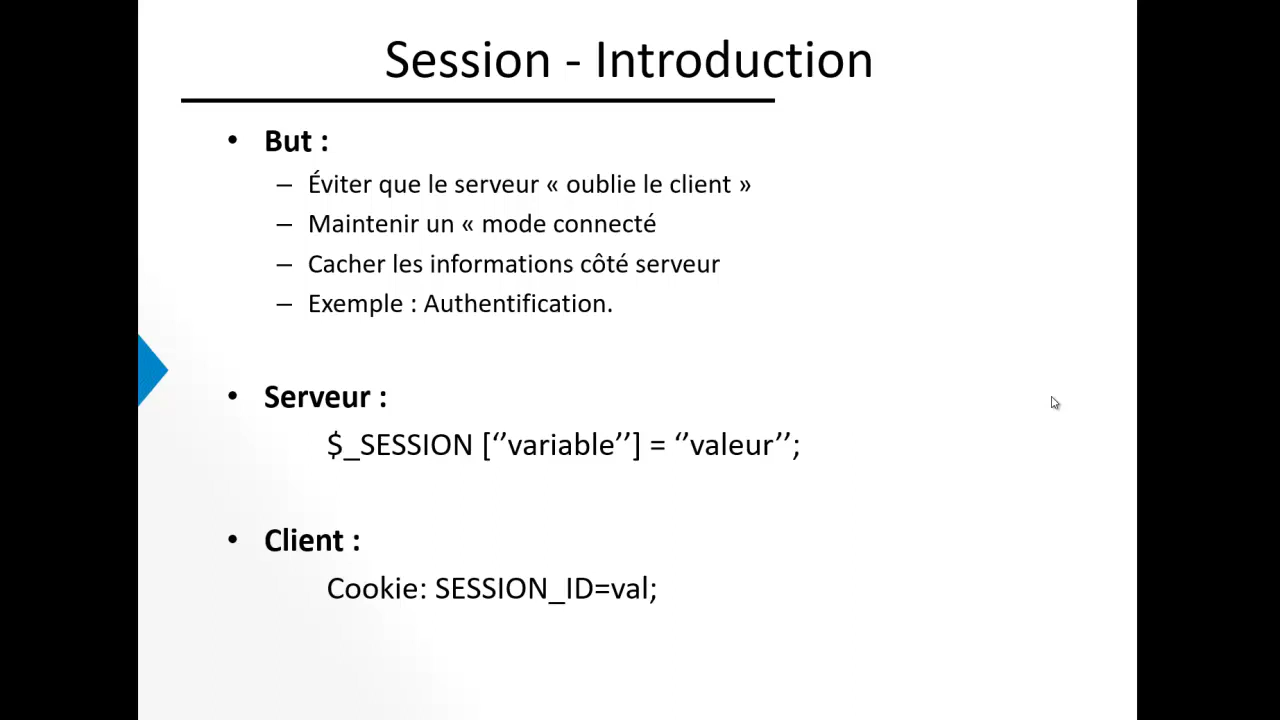 Session - Introduction
• But :
– Éviter que le serveur « oublie le client »
– Maintenir un « mode connecté
– Cacher les informations côté serveur
– Exemple : Authentification.
• Serveur :
$_SESSION [‘’variable’’] = ‘’valeur’’;
• Client :
Cookie: SESSION_ID=val;